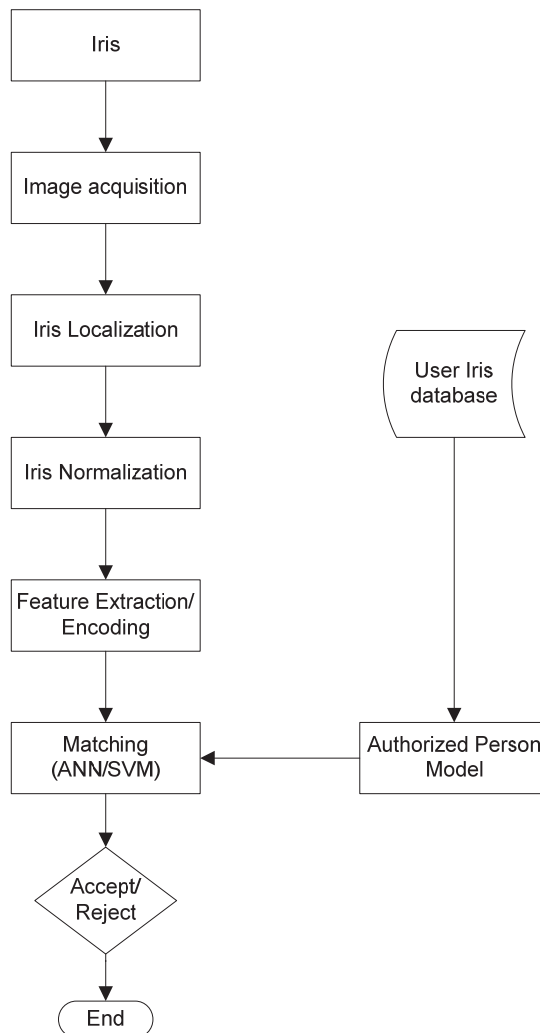 Iris
Image acquisition
Iris Localization
User Iris
database
Iris Normalization
Feature Extraction/
Encoding
Matching
(ANN/SVM)
Authorized Person
Model
Accept/
Reject
End